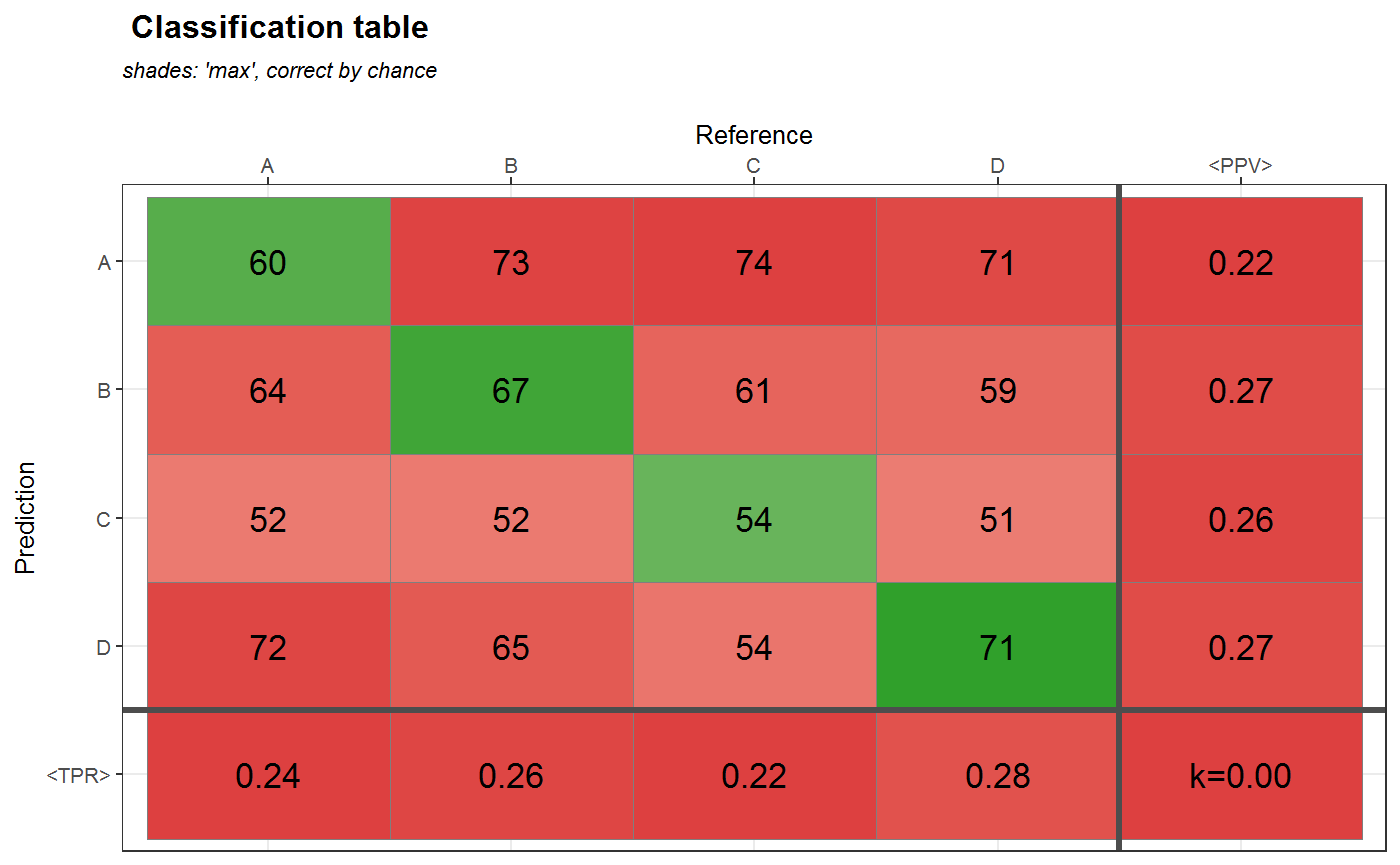 Classification table
shades: 'max', correct by chance
Reference
A B C D <PPV>
A 60 73 74 71 0.22
B 64 67 61 59 0.27
Prediction
C 52 52 54 51 0.26
D 72 65 54 71 0.27
<TPR> 0.24 0.26 0.22 0.28 k=0.00